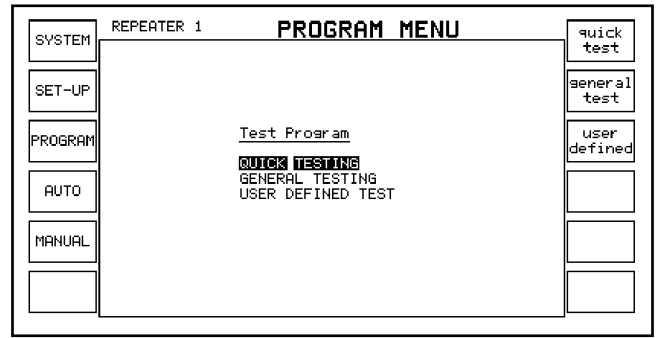 REPEATER 1
PROGRAM MENU
SYSTEM
SET-UP
PROGRAM
AUTO
MANUAL
Test Program
QUICK TESTING
GENERAL TESTING
USER DEFINED TEST
quick
test
general
test
user
defined